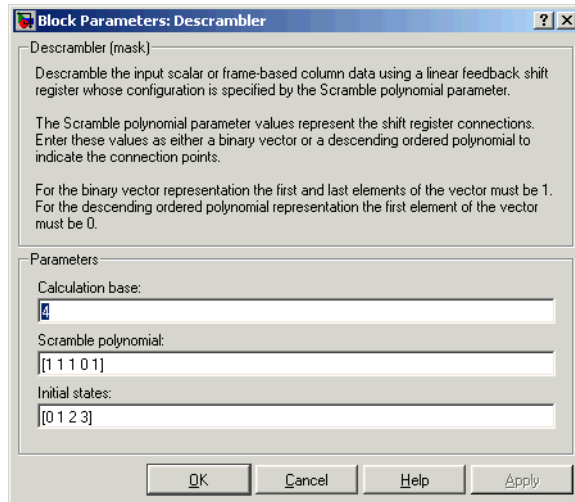 Block Parameters: Descrambler
Descrambler (mask)
Descramble the input scalar or frame-based column data using a linear feedback shift
register whose configuration is specified by the Scramble polynomial parameter.
The Scramble polynomial parameter values represent the shift register connections.
Enter these values as either a binary vector or a descending ordered polynomial to
indicate the connection points.
For the binary vector representation the first and last elements of the vector must be 1.
For the descending ordered polynomial representation the first element of the vector
must be 0.
Parameters
Calculation base:
4
Scramble polynomial:
[1 1 1 0 1]
Initial states:
[0 1 2 3]
OK Cancel Help Apply